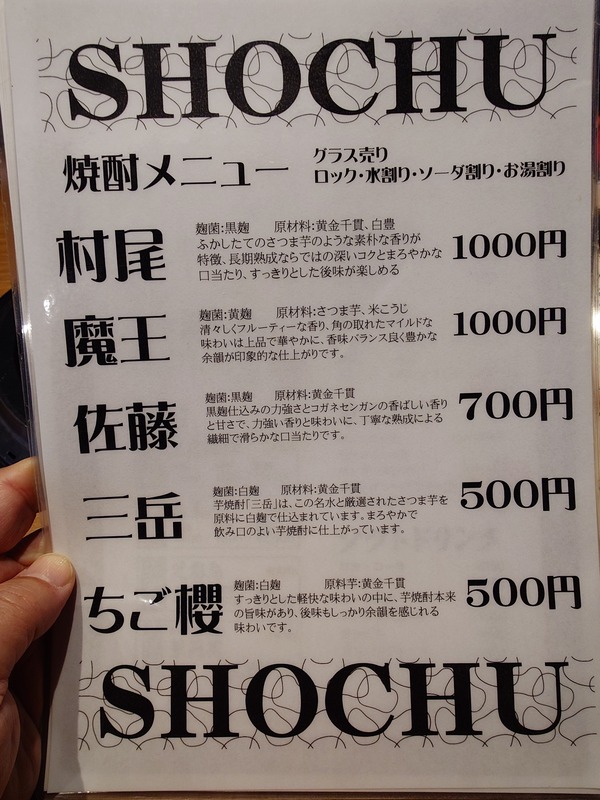 SHOCHU
焼酎メニュー
グラス売り
ロック・水割り・ソーダ割り・お湯割り
村尾
麹菌:黒麹 原材料:黄金千貫、白豊
ふかしたてのさつま芋のような素朴な香りが
特徴、長期熟成ならではの深いコクとまろやかな
口当たり、すっきりとした後味が楽しめる
1000円
魔王
麹菌:黄麹 原材料:さつま芋、米こうじ
清々しくフルーティーな香り、角の取れたマイルドな
味わいは上品で華やかに、香味バランス良く豊かな
余韻が印象的な仕上がりです。
1000円
佐藤
麹菌:黒麹 原材料:黄金千貫
黒麹仕込みの力強さとコガネセンガンの香ばしい香り
と甘さで、力強い香りと味わいに、丁寧な熟成による
繊細で滑らかな口当たりです。
700円
三岳
麹菌:白麹 原材料:黄金千貫
芋焼酎「三岳」は、この名水と厳選されたさつま芋を
原料に白麹で仕込まれています。まろやかで
飲み口のよい芋焼酎に仕上がっています。
500円
ちご櫻
麹菌:白麹 原料芋:黄金千貫
すっきりとした軽快な味わいの中に、芋焼酎本来
の旨味があり、後味もしっかり余韻を感じれる
味わいです。
500円
SHOCHU